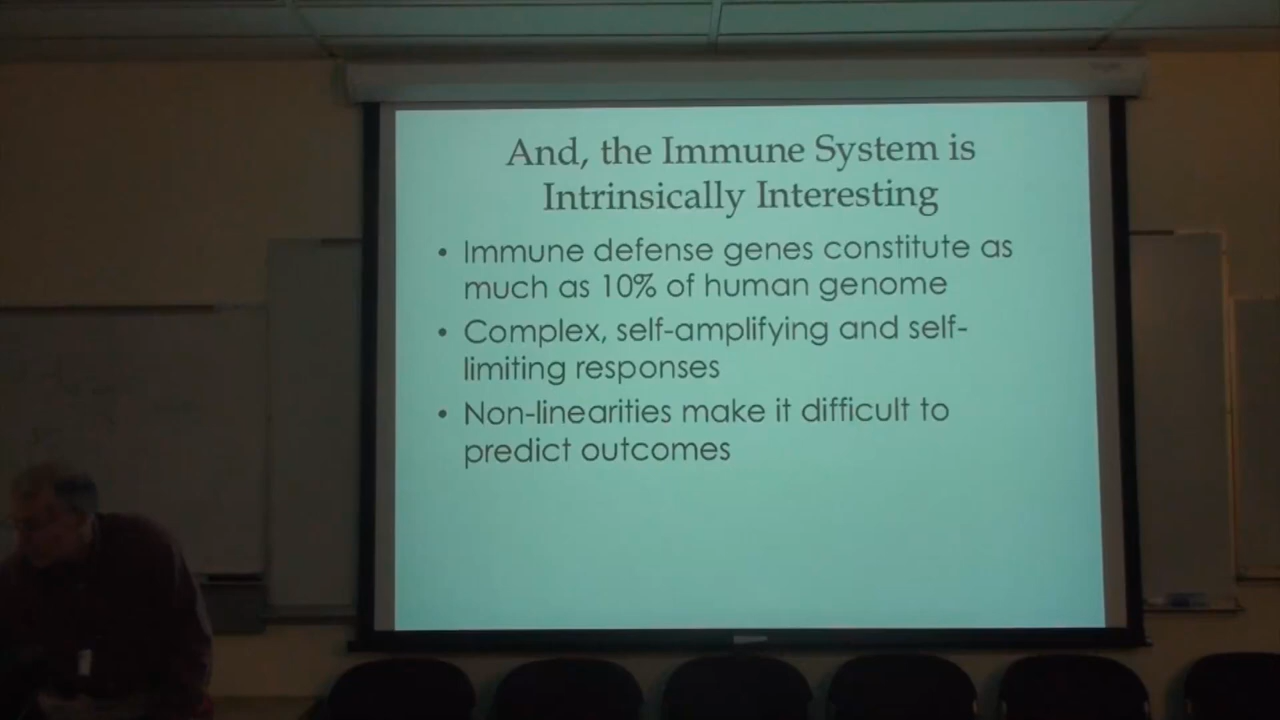 And, the Immune System is
Intrinsically Interesting
• Immune defense genes constitute as
much as 10% of human genome
• Complex, self-amplifying and self-
limiting responses
• Non-linearities make it difficult to
predict outcomes